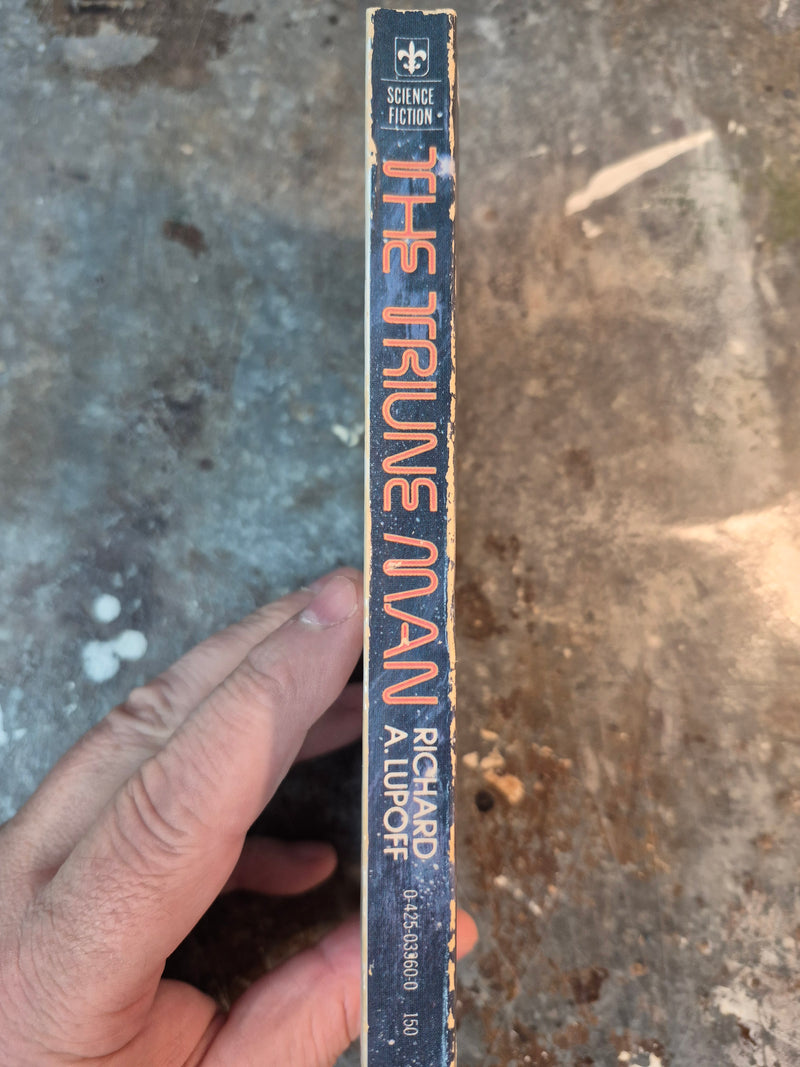 SCIENCE
FICTION
THE TRIUNE MAN
RICHARD
A. LUPOFF
0-425-03360-0 150